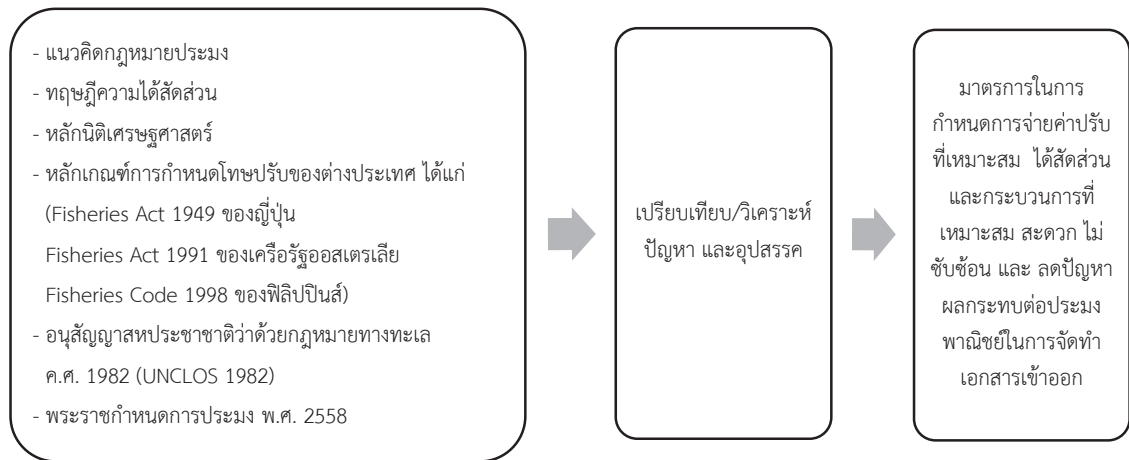 - แนวคิดกฎหมายประมง
- ทฤษฎีความได้สัดส่วน
- หลักนิติเศรษฐศาสตร์
- หลักเกณฑ์การกำหนดโทษปรับของต่างประเทศ ได้แก่
(Fisheries Act 1949 ของญี่ปุ่น
Fisheries Act 1991 ของเครือรัฐออสเตรเลีย
Fisheries Code 1998 ของฟิลิปปินส์)
- อนุสัญญาสหประชาชาติว่าด้วยกฎหมายทางทะเล
ค.ศ. 1982 (UNCLOS 1982)
- พระราชกำหนดการประมง พ.ศ. 2558
เปรียบเทียบ/วิเคราะห์
ปัญหา และอุปสรรค
มาตรการในการ
กำหนดการจ่ายค่าปรับ
ที่เหมาะสม ได้สัดส่วน
และกระบวนการที่
เหมาะสม สะดวก ไม่
ซับซ้อน และ ลดปัญหา
ผลกระทบต่อประมง
พาณิชย์ในการจัดทำ
เอกสารเข้าออก